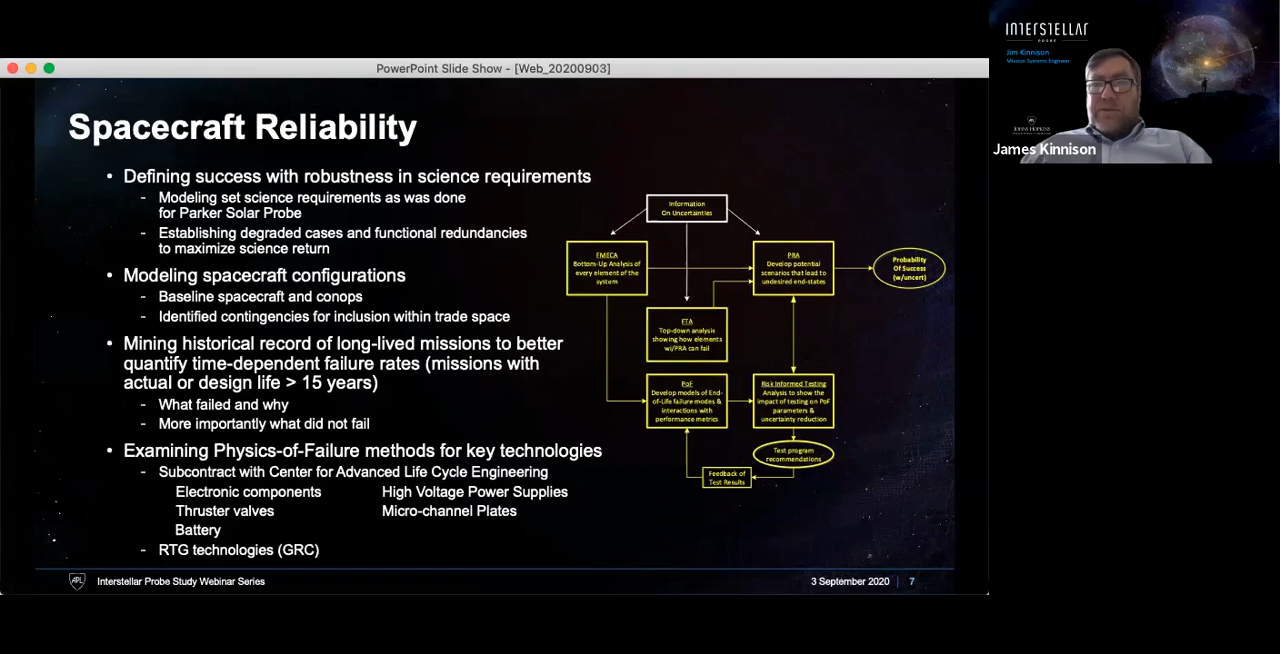 PowerPoint Slide Show - [Web_20200903]
Spacecraft Reliability
• Defining success with robustness in science requirements
- Modeling set science requirements as was done
for Parker Solar Probe
- Establishing degraded cases and functional redundancies
to maximize science return
• Modeling spacecraft configurations
- Baseline spacecraft and conops
- Identified contingencies for inclusion within trade space
• Mining historical record of long-lived missions to better
quantify time-dependent failure rates (missions with
actual or design life > 15 years)
- What failed and why
- More importantly what did not fail
• Examining Physics-of-Failure methods for key technologies
- Subcontract with Center for Advanced Life Cycle Engineering
Electronic components High Voltage Power Supplies
Thruster valves Micro-channel Plates
Battery
- RTG technologies (GRC)
Information
On Uncertainties
FMECA
Bottom-Up Analysis of
every element of the
system
PRA
Develop potential
scenarios that lead to
undesired end-states
Probability
Of Success
(w/uncert)
FTA
Top-down analysis
showing how elements
w/PRA can fail
PoF
Develop models of End-
of-Life failure modes &
interactions with
performance metrics
Risk Informed Testing
Analysis to show the
impact of testing on PoF
parameters &
uncertainty reduction
Test program
recommendations
Feedback of
Test Results
APL
Interstellar Probe Study Webinar Series
3 September 2020 | 7
INTERSTELLAR
PROBE
Jim Kinnison
Mission Systems Engineer
JOHNS HOPKINS
James Kinnison